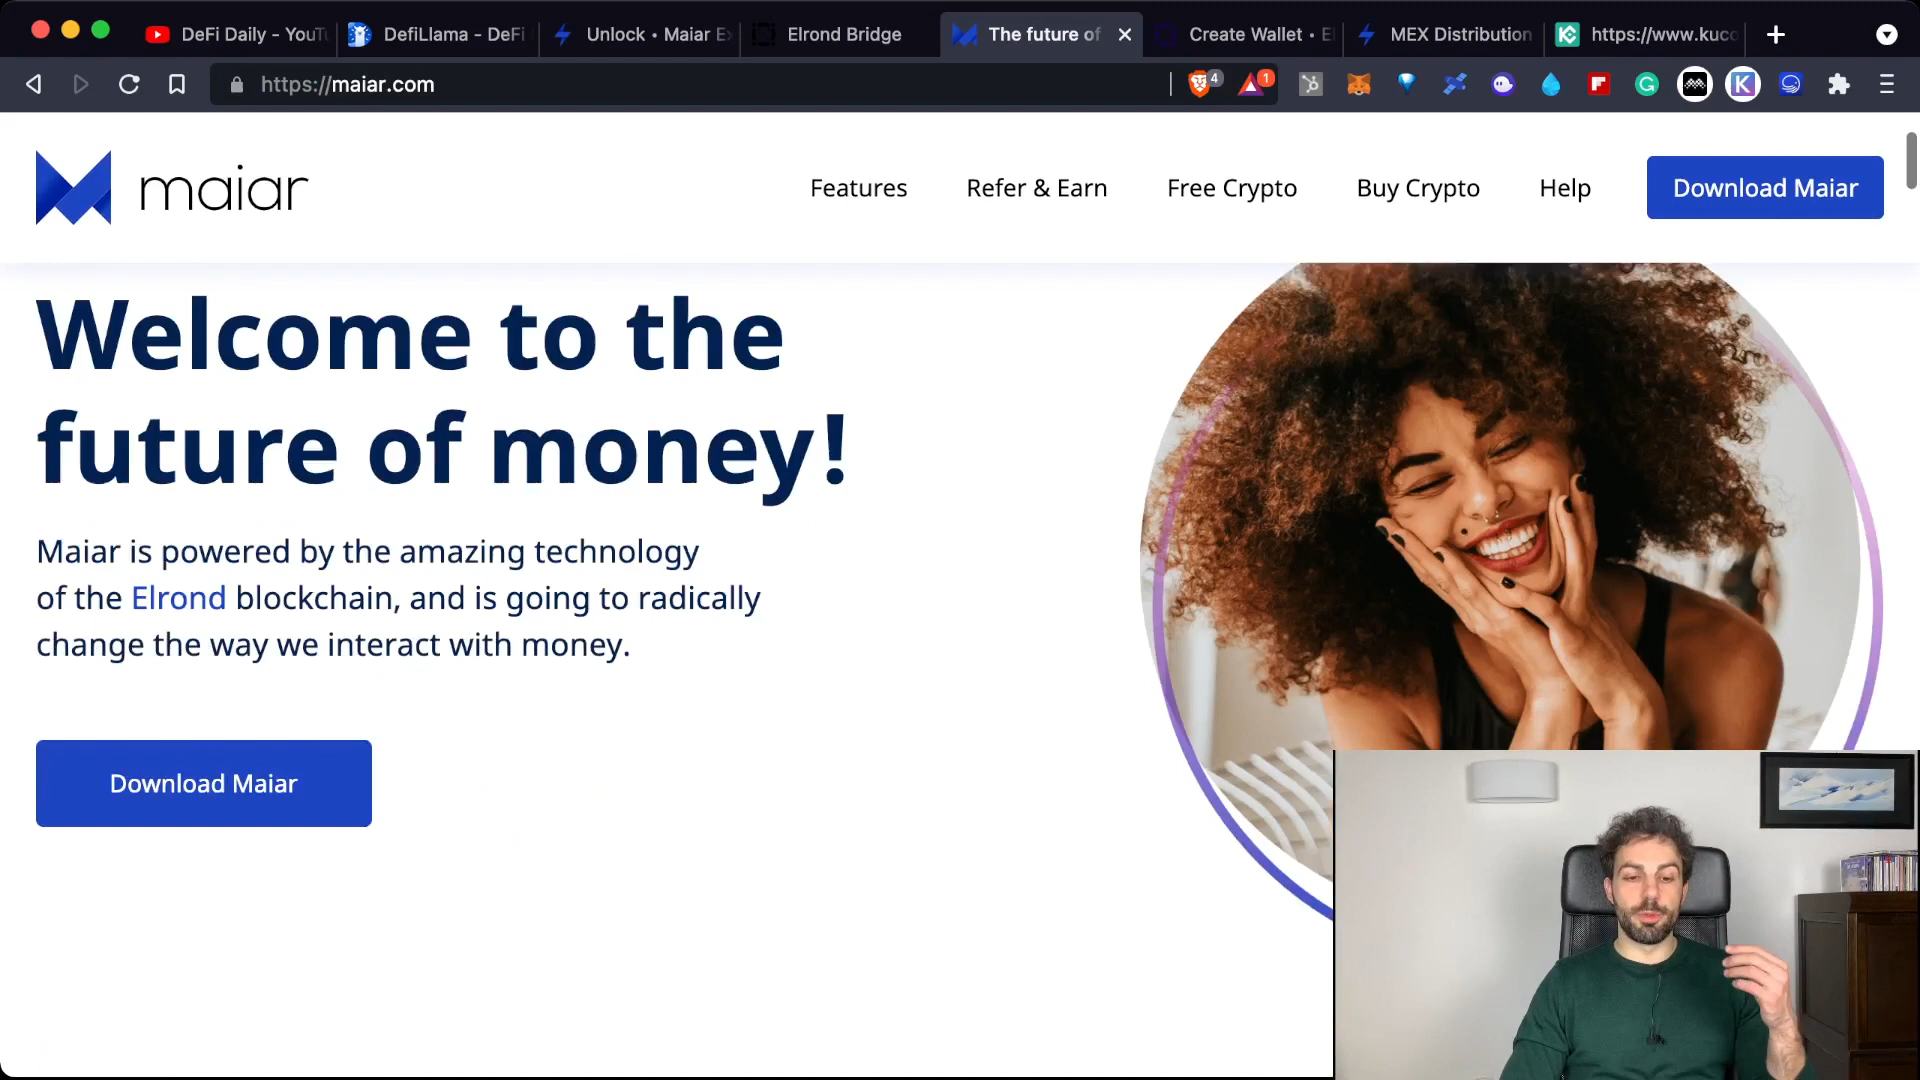 DeFi Daily - YouT
DefiLlama - DeFi
Unlock • Maiar E
Elrond Bridge
The future of
Create Wallet • E
MEX Distribution
https://www.kuco
https://maiar.com
4
1
maiar
Features
Refer & Earn
Free Crypto
Buy Crypto
Help
Download Maiar
Welcome to the
future of money!
Maiar is powered by the amazing technology
of the Elrond blockchain, and is going to radically
change the way we interact with money.
Download Maiar